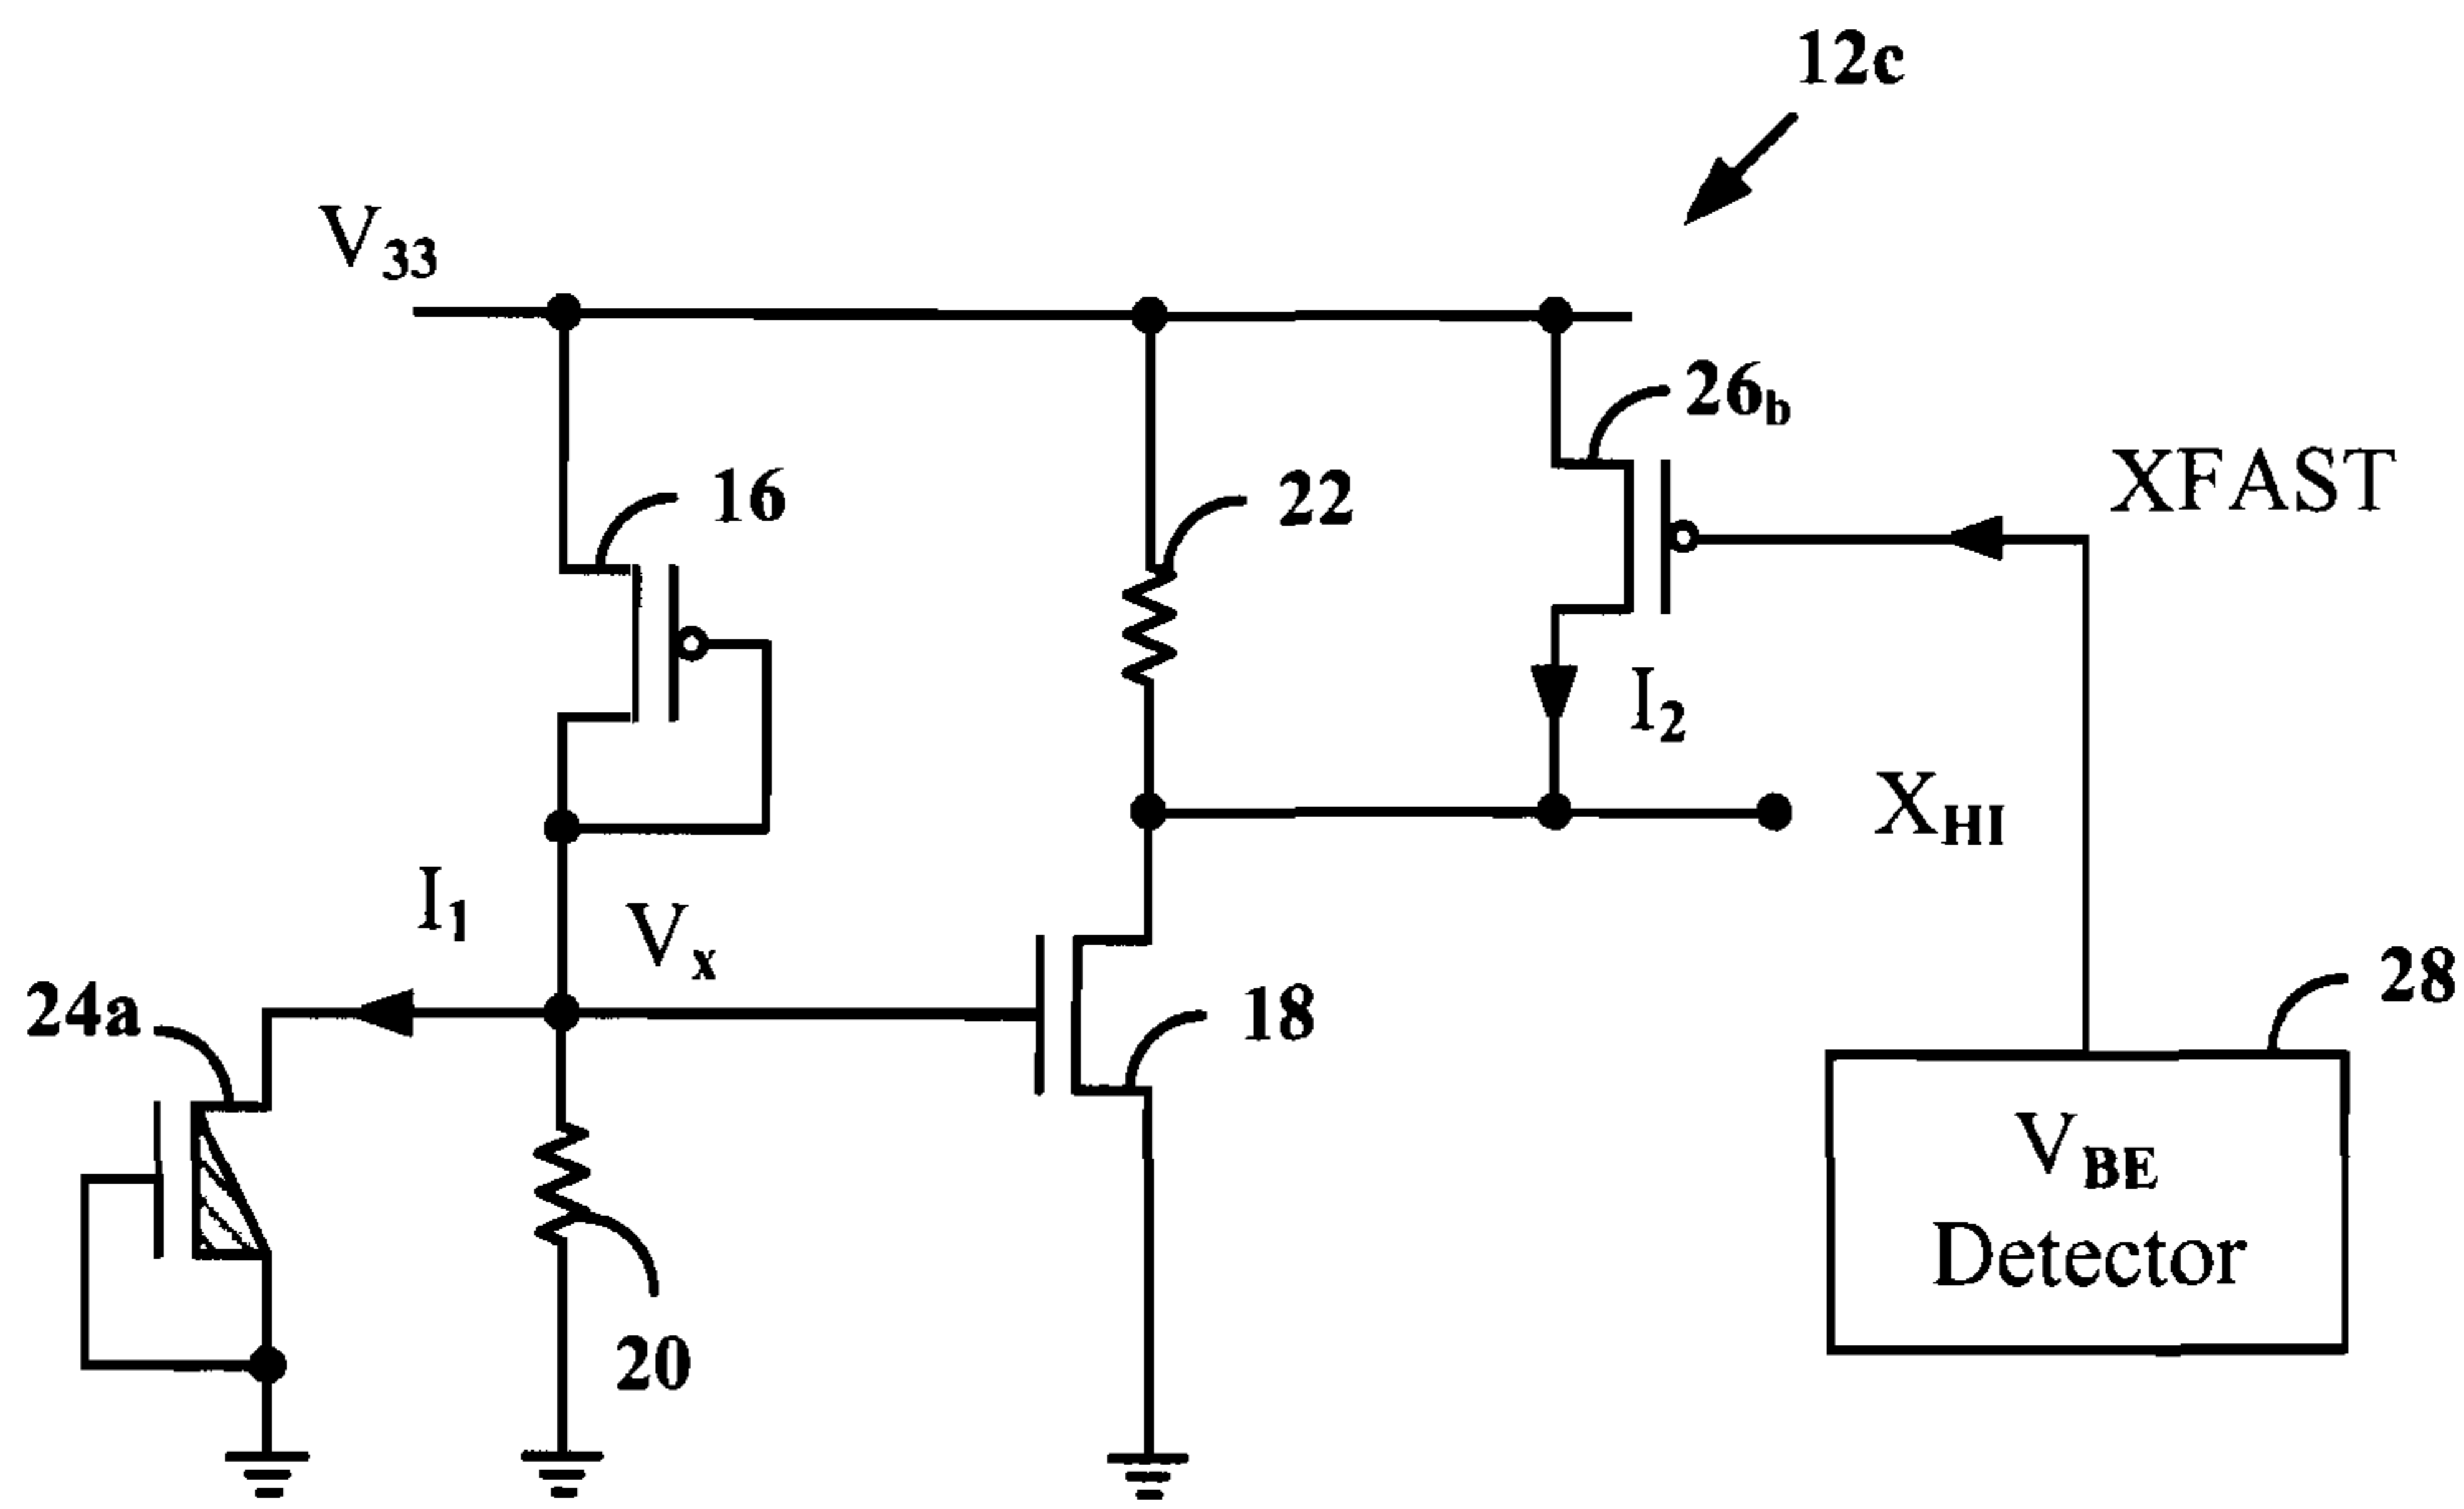 12c
V33
26b
XFAST
16
22
I2
XHI
I1
Vx
28
24a
18
VBE
Detector
20